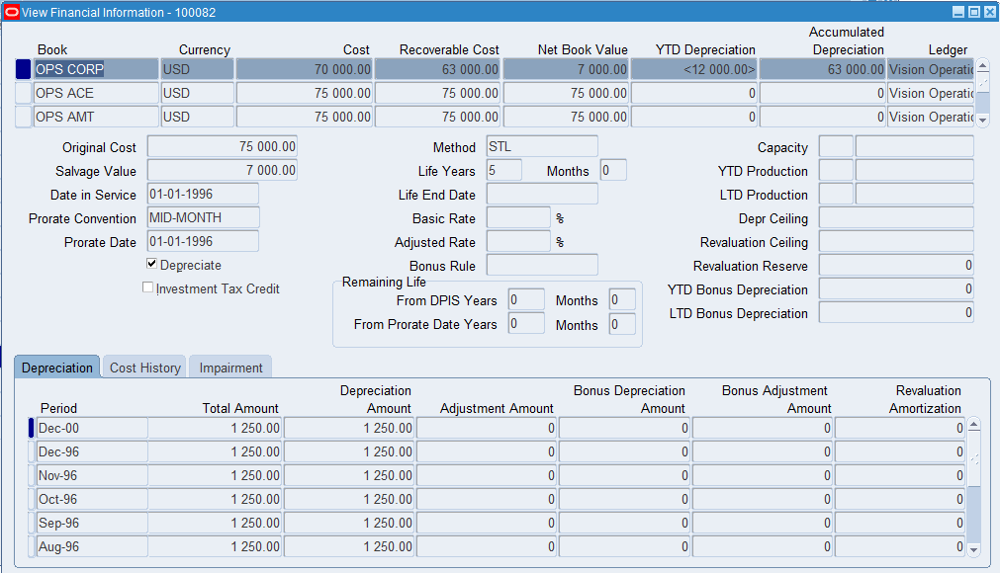 View Financial Information - 100082
Accumulated
Book Currency Cost Recoverable Cost Net Book Value YTD Depreciation Depreciation Ledger
OPS CORP USD 70 000.00 63 000.00 7 000.00 <12 000.00> 63 000.00 Vision Operatic
OPS ACE USD 75 000.00 75 000.00 75 000.00 0 0 Vision Operatic
OPS AMT USD 75 000.00 75 000.00 75 000.00 0 0 Vision Operatic
Original Cost 75 000.00 Method STL Capacity
Salvage Value 7 000.00 Life Years 5 Months 0 YTD Production
Date in Service 01-01-1996 Life End Date LTD Production
Prorate Convention MID-MONTH Basic Rate % Depr Ceiling
Prorate Date 01-01-1996 Adjusted Rate % Revaluation Ceiling
Depreciate Bonus Rule Revaluation Reserve 0
Remaining Life
Investment Tax Credit YTD Bonus Depreciation 0
From DPIS Years 0 Months 0
LTD Bonus Depreciation 0
From Prorate Date Years 0 Months 0
Depreciation Cost History Impairment
Depreciation Bonus Depreciation Bonus Adjustment Revaluation
Period Total Amount Amount Adjustment Amount Amount Amount Amortization
Dec-00 1 250.00 1 250.00 0 0 0 0
Dec-96 1 250.00 1 250.00 0 0 0 0
Nov-96 1 250.00 1 250.00 0 0 0 0
Oct-96 1 250.00 1 250.00 0 0 0 0
Sep-96 1 250.00 1 250.00 0 0 0 0
Aug-96 1 250.00 1 250.00 0 0 0 0